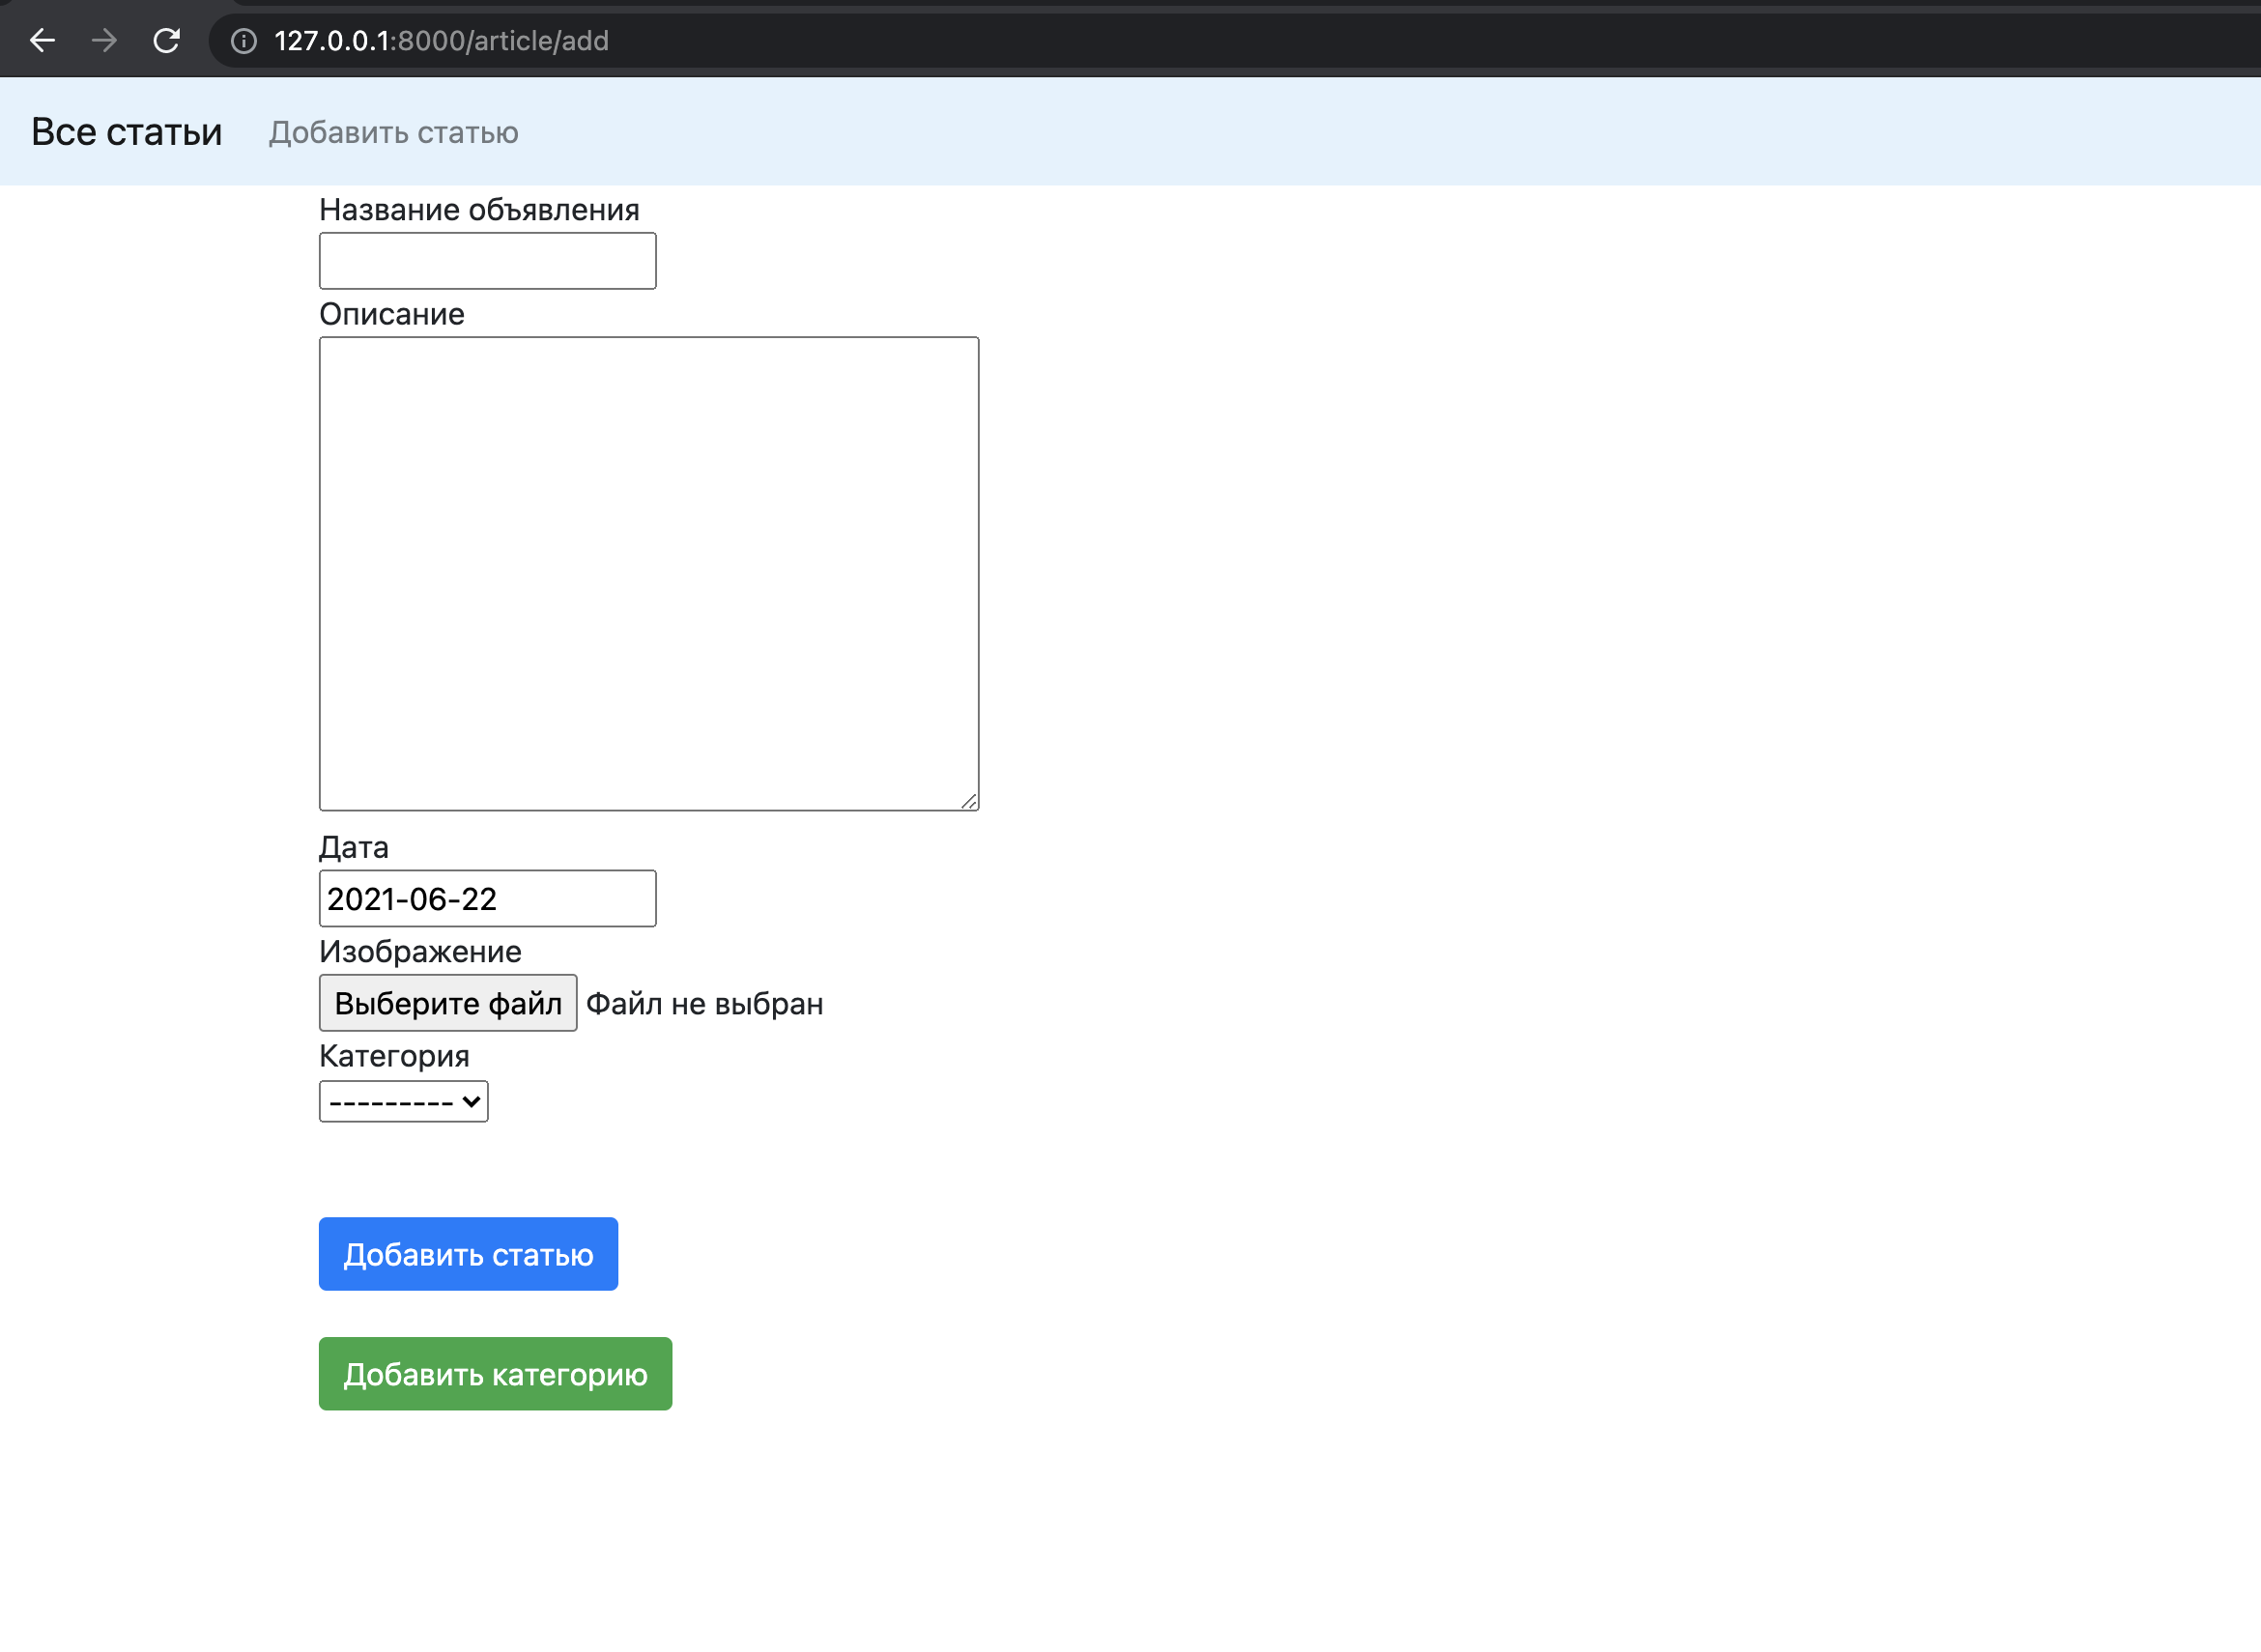 127.0.0.1:8000/article/add
Все статьи Добавить статью
Название объявления
Описание
Дата
2021-06-22
Изображение
Выберите файл Файл не выбран
Категория
---------
Добавить статью
Добавить категорию